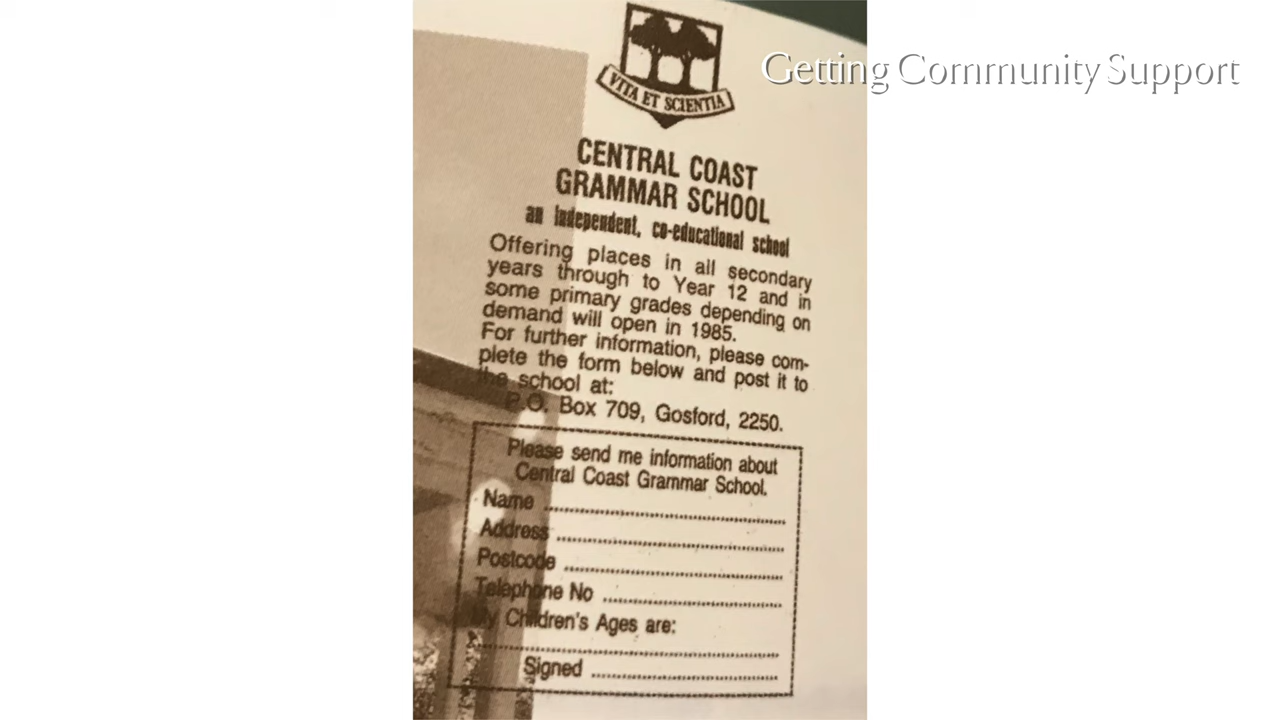 Getting Community Support
VITA ET SCIENTIA
CENTRAL COAST
GRAMMAR SCHOOL
an independent, co-educational school
Offering places in all secondary
years through to Year 12 and in
some primary grades depending on
demand will open in 1985.
For further information, please com-
plete the form below and post it to
the school at:
P.O. Box 709, Gosford, 2250.
Please send me information about
Central Coast Grammar School.
Name
Address
Postcode
Telephone No
My Children's Ages are:
Signed